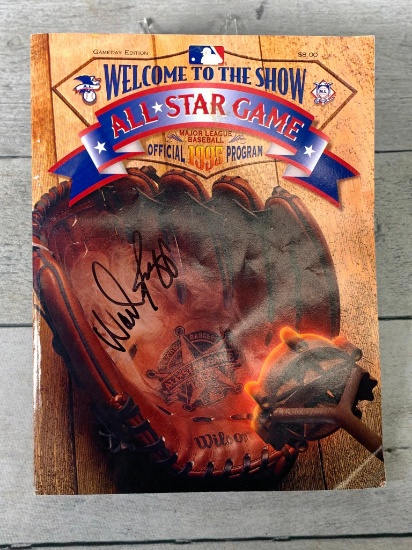 GAMEDAY EDITION
$8.00
WELCOME TO THE SHOW
ALL★STAR GAME
MAJOR LEAGUE
BASEBALL
OFFICIAL 1995 PROGRAM
Wilson